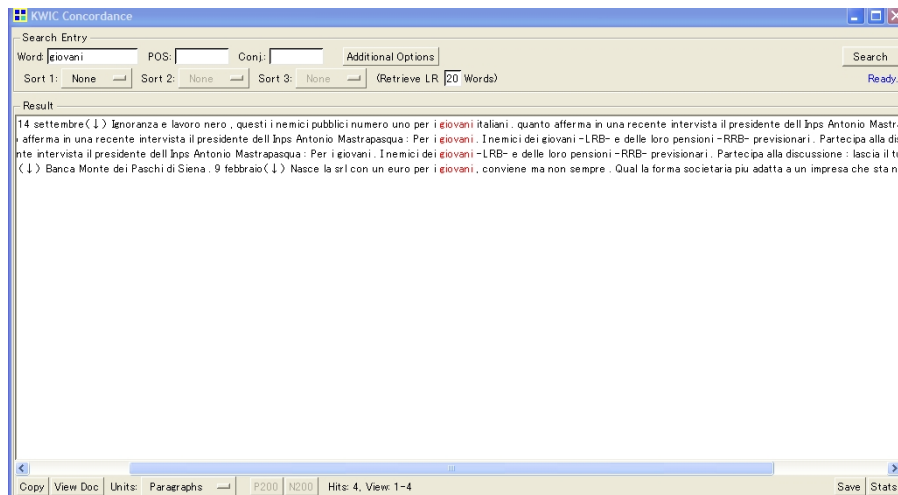 KWIC Concordance
Search Entry
Word: giovani POS: Conj.: Additional Options Search
Sort 1: None Sort 2: None Sort 3: None (Retrieve LR 20 Words) Ready.
Result
14 settembre(↓) Ignoranza e lavoro nero , questi i nemici pubblici numero uno per i giovani italiani . quanto afferma in una recente intervista il presidente dell Inps Antonio Mastra
afferma in una recente intervista il presidente dell Inps Antonio Mastrapasqua : Per i giovani . I nemici dei giovani -LRB- e delle loro pensioni -RRB- previsionari . Partecipa alla dis
nte intervista il presidente dell Inps Antonio Mastrapasqua : Per i giovani . I nemici dei giovani -LRB- e delle loro pensioni -RRB- previsionari . Partecipa alla discussione : lascia il tu
(↓) Banca Monte dei Paschi di Siena . 9 febbraio(↓) Nasce la srl con un euro per i giovani , conviene ma non sempre . Qual la forma societaria piu adatta a un impresa che sta n
Copy View Doc Units: Paragraphs P200 N200 Hits: 4, View: 1-4 Save Stats